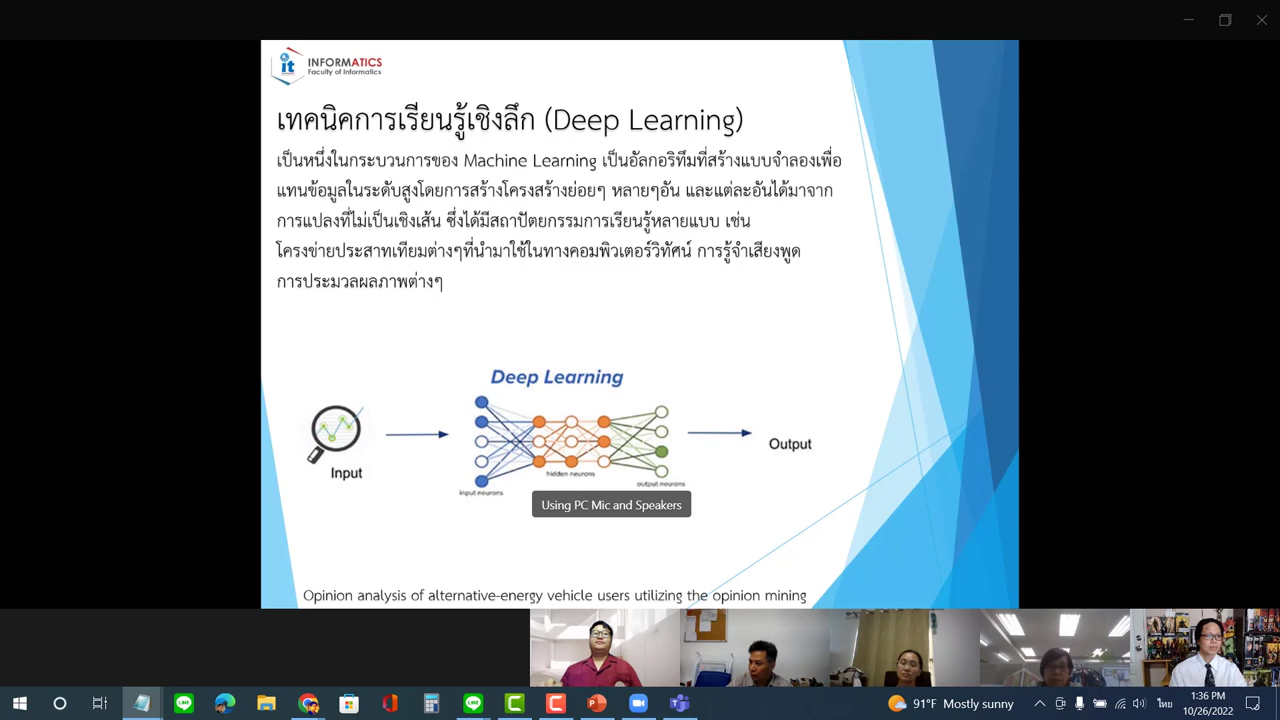 it
INFORMATICS
Faculty of Informatics
เทคนิคการเรียนรู้เชิงลึก (Deep Learning)
เป็นหนึ่งในกระบวนการของ Machine Learning เป็นอัลกอริทึมที่สร้างแบบจำลองเพื่อ
แทนข้อมูลในระดับสูงโดยการสร้างโครงสร้างย่อยๆ หลายๆอัน และแต่ละอันได้มาจาก
การแปลงที่ไม่เป็นเชิงเส้น ซึ่งได้มีสถาปัตยกรรมการเรียนรู้หลายแบบ เช่น
โครงข่ายประสาทเทียมต่างๆที่นำมาใช้ในทางคอมพิวเตอร์วิทัศน์ การรู้จำเสียงพูด
การประมวลผลภาพต่างๆ
Deep Learning
Input
Output
input neurons
hidden neurons
output neurons
Using PC Mic and Speakers
Opinion analysis of alternative-energy vehicle users utilizing the opinion mining
91°F Mostly sunny
ไทย
1:36 PM
10/26/2022